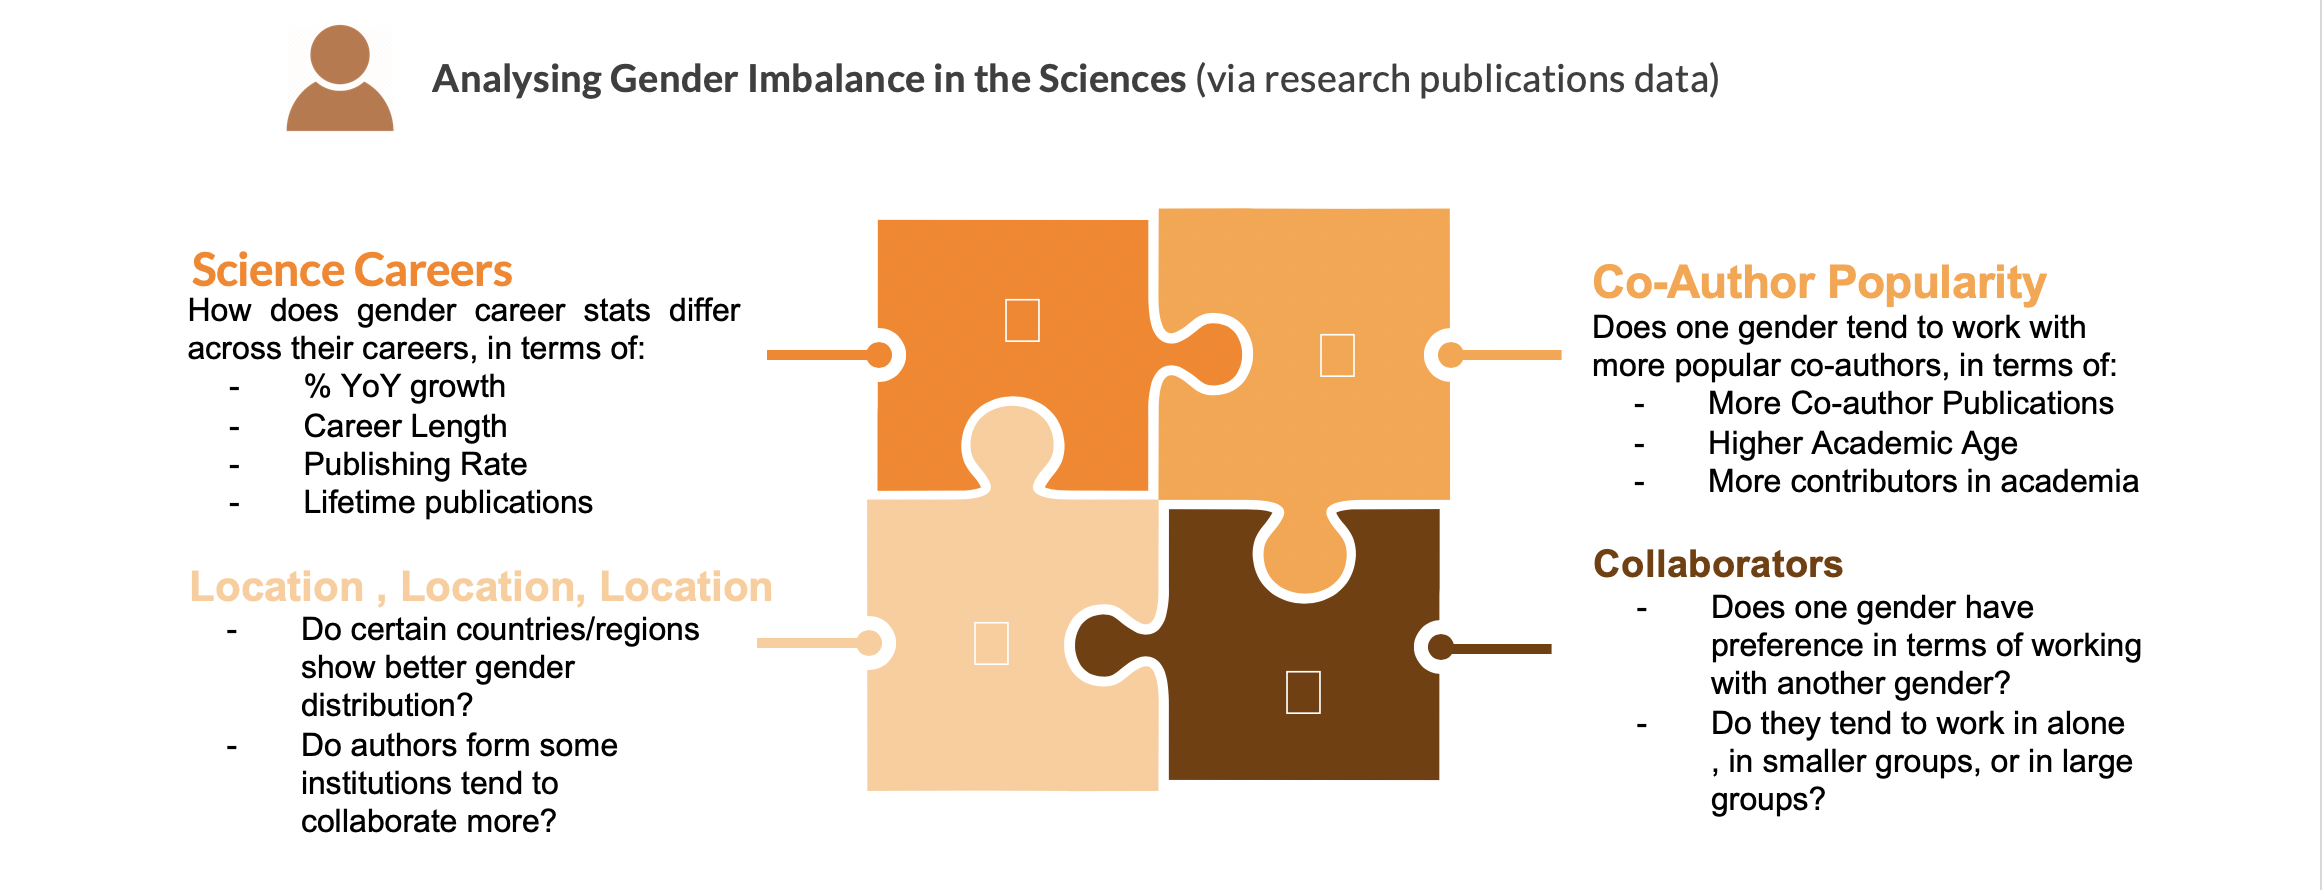 Analysing Gender Imbalance in the Sciences (via research publications data)
Science Careers
How does gender career stats differ
across their careers, in terms of:
- % YoY growth
- Career Length
- Publishing Rate
- Lifetime publications
Location , Location, Location
- Do certain countries/regions
show better gender
distribution?
- Do authors form some
institutions tend to
collaborate more?
Co-Author Popularity
Does one gender tend to work with
more popular co-authors, in terms of:
- More Co-author Publications
- Higher Academic Age
- More contributors in academia
Collaborators
- Does one gender have
preference in terms of working
with another gender?
- Do they tend to work in alone
, in smaller groups, or in large
groups?